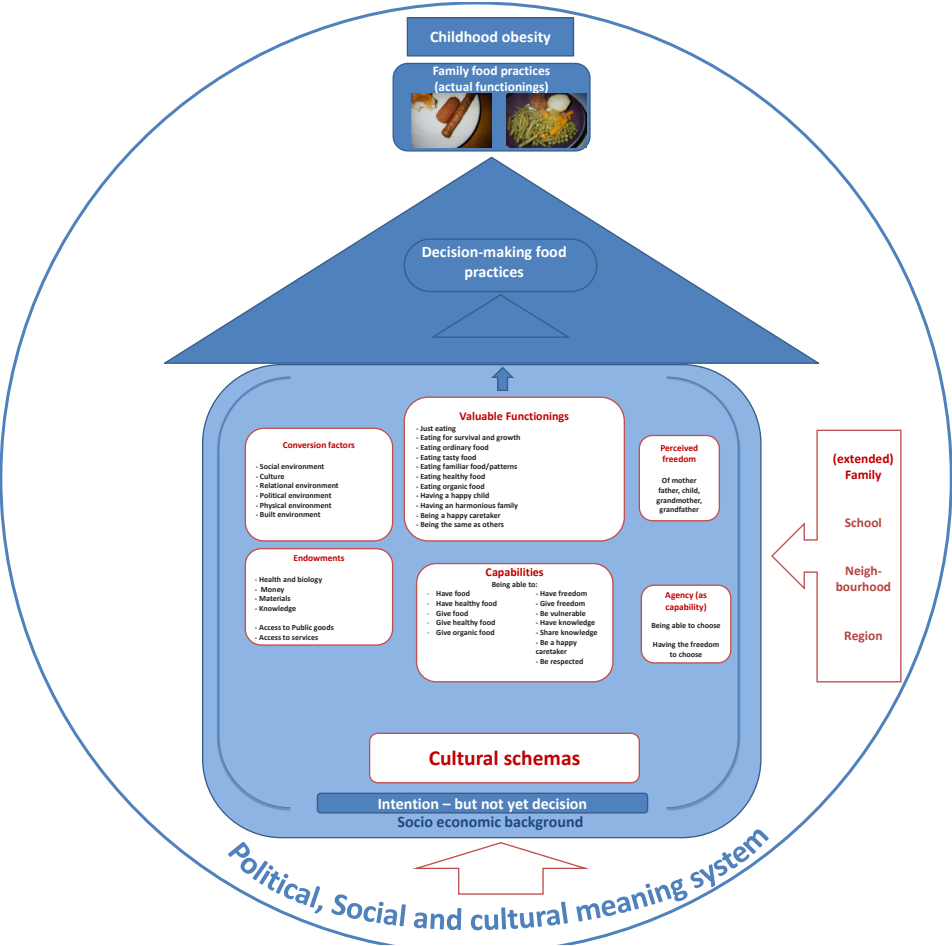 Childhood obesity
Family food practices
(actual functionings)
Decision-making food
practices
Valuable Functionings
- Just eating
- Eating for survival and growth
- Eating ordinary food
- Eating tasty food
- Eating familiar food/patterns
- Eating healthy food
- Eating organic food
- Having a happy child
- Having an harmonious family
- Being a happy caretaker
- Being the same as others
Conversion factors
- Social environment
- Culture
- Relational environment
- Political environment
- Physical environment
- Built environment
Perceived
freedom
Of mother
father, child,
grandmother,
grandfather
(extended)
Family
School
Neigh-
bourhood
Region
Endowments
- Health and biology
- Money
- Materials
- Knowledge
- Access to Public goods
- Access to services
Capabilities
Being able to:
- Have food
- Have healthy food
- Give food
- Give healthy food
- Give organic food
- Have freedom
- Give freedom
- Be vulnerable
- Have knowledge
- Share knowledge
- Be a happy
caretaker
- Be respected
Agency (as
capability)
Being able to choose
Having the freedom
to choose
Cultural schemas
Intention – but not yet decision
Socio economic background
Political, Social and cultural meaning system